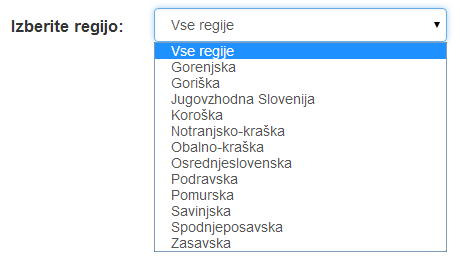 Izberite regijo: Vse regije
Vse regije
Gorenjska
Goriška
Jugovzhodna Slovenija
Koroška
Notranjsko-kraška
Obalno-kraška
Osrednjeslovenska
Podravska
Pomurska
Savinjska
Spodnjeposavska
Zasavska